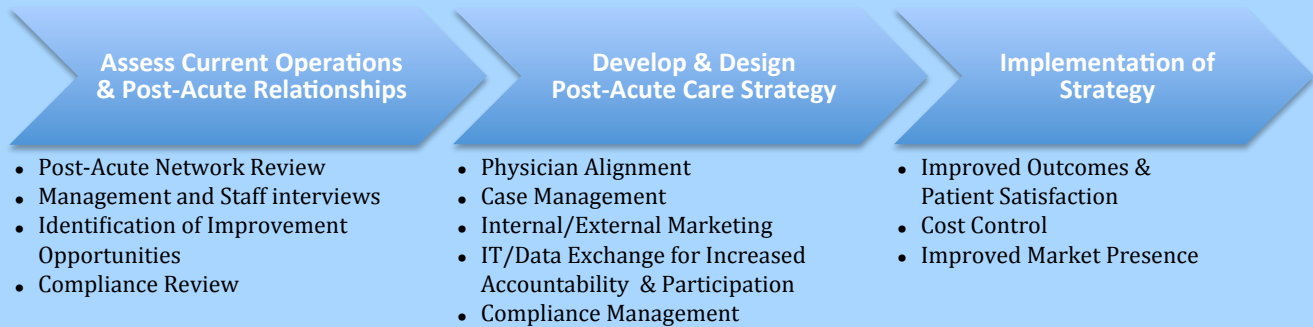 Assess Current Operations
& Post-Acute Relationships
• Post-Acute Network Review
• Management and Staff interviews
• Identification of Improvement
Opportunities
• Compliance Review
Develop & Design
Post-Acute Care Strategy
• Physician Alignment
• Case Management
• Internal/External Marketing
• IT/Data Exchange for Increased
Accountability & Participation
• Compliance Management
Implementation of
Strategy
• Improved Outcomes &
Patient Satisfaction
• Cost Control
• Improved Market Presence